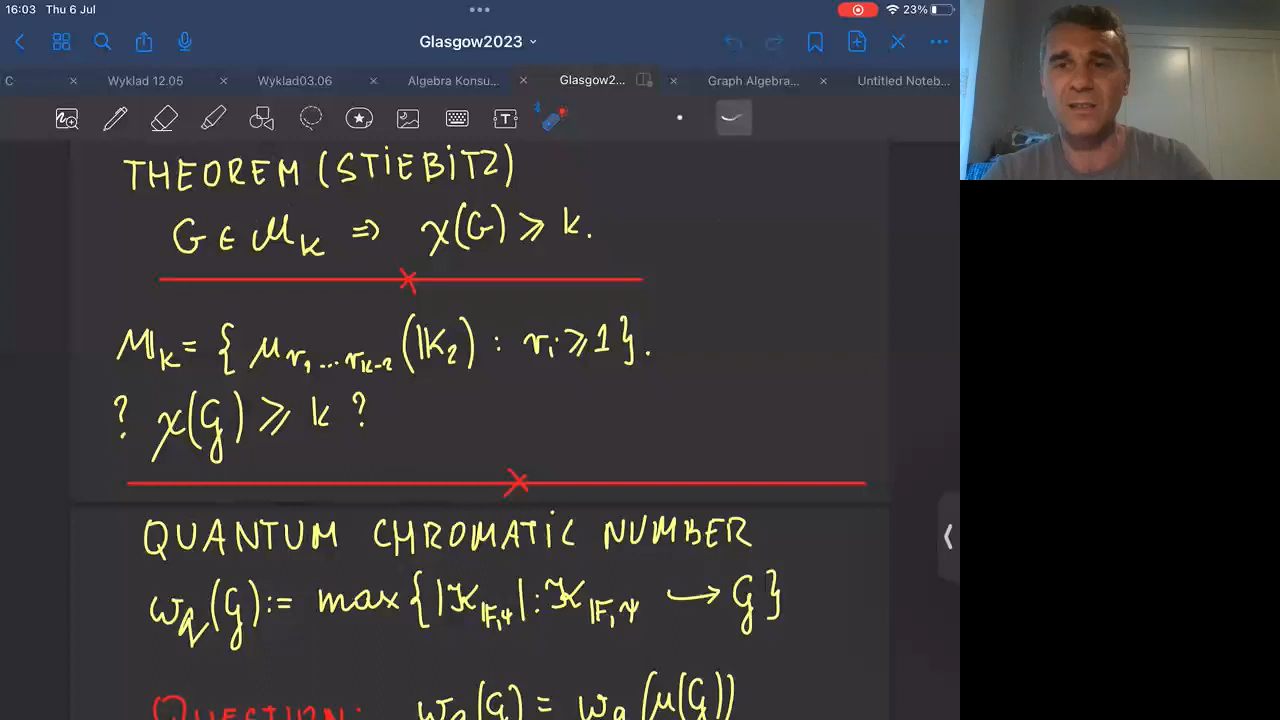 16:03 Thu 6 Jul
23%
Glasgow2023
C
Wyklad 12.05
Wyklad03.06
Algebra Konsu...
Glasgow2...
Graph Algebra...
Untitled Noteb...
THEOREM (STIEBITZ)
G ∈ ℳ_k ⇒ χ(G) ⩾ k.
𝕄_k = { μ_{r_1 ... r_{k-2}} (𝕂_2) : r_i ⩾ 1 }.
? χ(𝒢) ⩾ k ?
QUANTUM CHROMATIC NUMBER
ω_q(𝒢) := max { |𝒦_{𝔽,ψ}| : 𝒦_{𝔽,ψ} ↪ 𝒢 }
QUESTION: ω_q(𝒢) = ω_q(μ(𝒢))